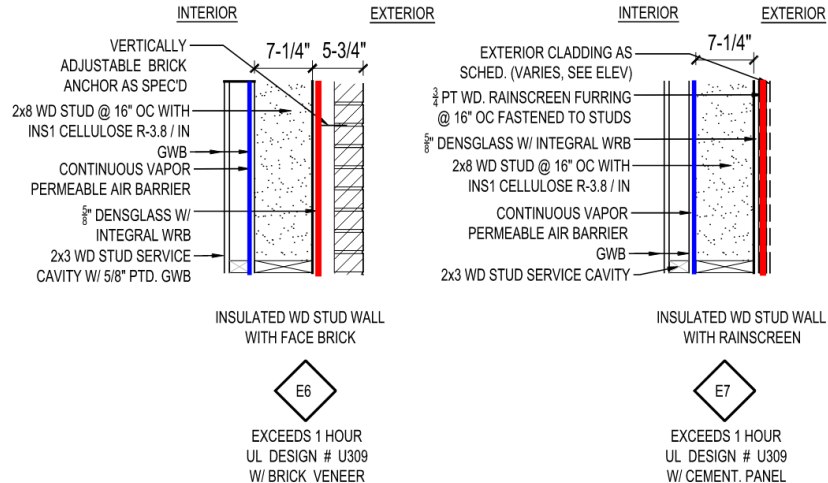 INTERIOR
EXTERIOR
7-1/4"
5-3/4"
VERTICALLY
ADJUSTABLE BRICK
ANCHOR AS SPEC'D
2x8 WD STUD @ 16" OC WITH
INS1 CELLULOSE R-3.8 / IN
GWB
CONTINUOUS VAPOR
PERMEABLE AIR BARRIER
5/8" DENSGLASS W/
INTEGRAL WRB
2x3 WD STUD SERVICE
CAVITY W/ 5/8" PTD. GWB
INSULATED WD STUD WALL
WITH FACE BRICK
E6
EXCEEDS 1 HOUR
UL DESIGN # U309
W/ BRICK VENEER
INTERIOR
EXTERIOR
7-1/4"
EXTERIOR CLADDING AS
SCHED. (VARIES, SEE ELEV)
3/4" PT WD. RAINSCREEN FURRING
@ 16" OC FASTENED TO STUDS
5/8" DENSGLASS W/ INTEGRAL WRB
2x8 WD STUD @ 16" OC WITH
INS1 CELLULOSE R-3.8 / IN
CONTINUOUS VAPOR
PERMEABLE AIR BARRIER
GWB
2x3 WD STUD SERVICE CAVITY
INSULATED WD STUD WALL
WITH RAINSCREEN
E7
EXCEEDS 1 HOUR
UL DESIGN # U309
W/ CEMENT. PANEL